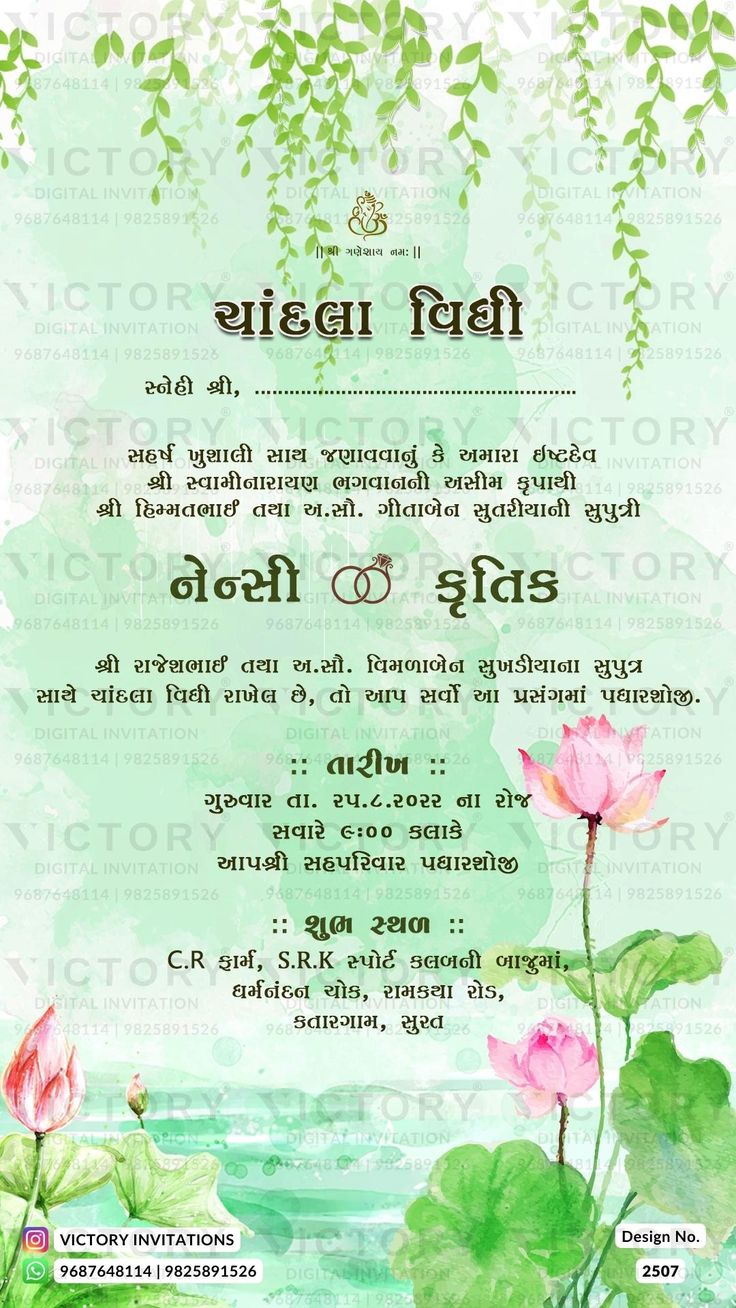 || શ્રી ગણેશાય નમઃ ||
ચાંદલા વિધી
સ્નેહી શ્રી, ........................................................
સહર્ષ ખુશાલી સાથ જણાવવાનું કે અમારા ઇષ્ટદેવ
શ્રી સ્વામીનારાયણ ભગવાનની અસીમ કૃપાથી
શ્રી હિમ્મતભાઈ તથા અ.સૌ. ગીતાબેન સુતરીયાની સુપુત્રી
નેન્સી કૃતિક
શ્રી રાજેશભાઈ તથા અ.સૌ. વિમળાબેન સુખડીયાના સુપુત્ર
સાથે ચાંદલા વિધી રાખેલ છે, તો આપ સર્વો આ પ્રસંગમાં પધારશોજી.
:: તારીખ ::
ગુરુવાર તા. ૨૫.૮.૨૦૨૨ ના રોજ
સવારે ૯:૦૦ કલાકે
આપશ્રી સહપરિવાર પધારશોજી
:: શુભ સ્થળ ::
C.R ફાર્મ, S.R.K સ્પોર્ટ કલબની બાજુમાં,
ધર્મનંદન ચોક, રામકથા રોડ,
કતારગામ, સુરત
VICTORY INVITATIONS
9687648114 | 9825891526
Design No.
2507
VICTORY®
DIGITAL INVITATION
9687648114 | 9825891526